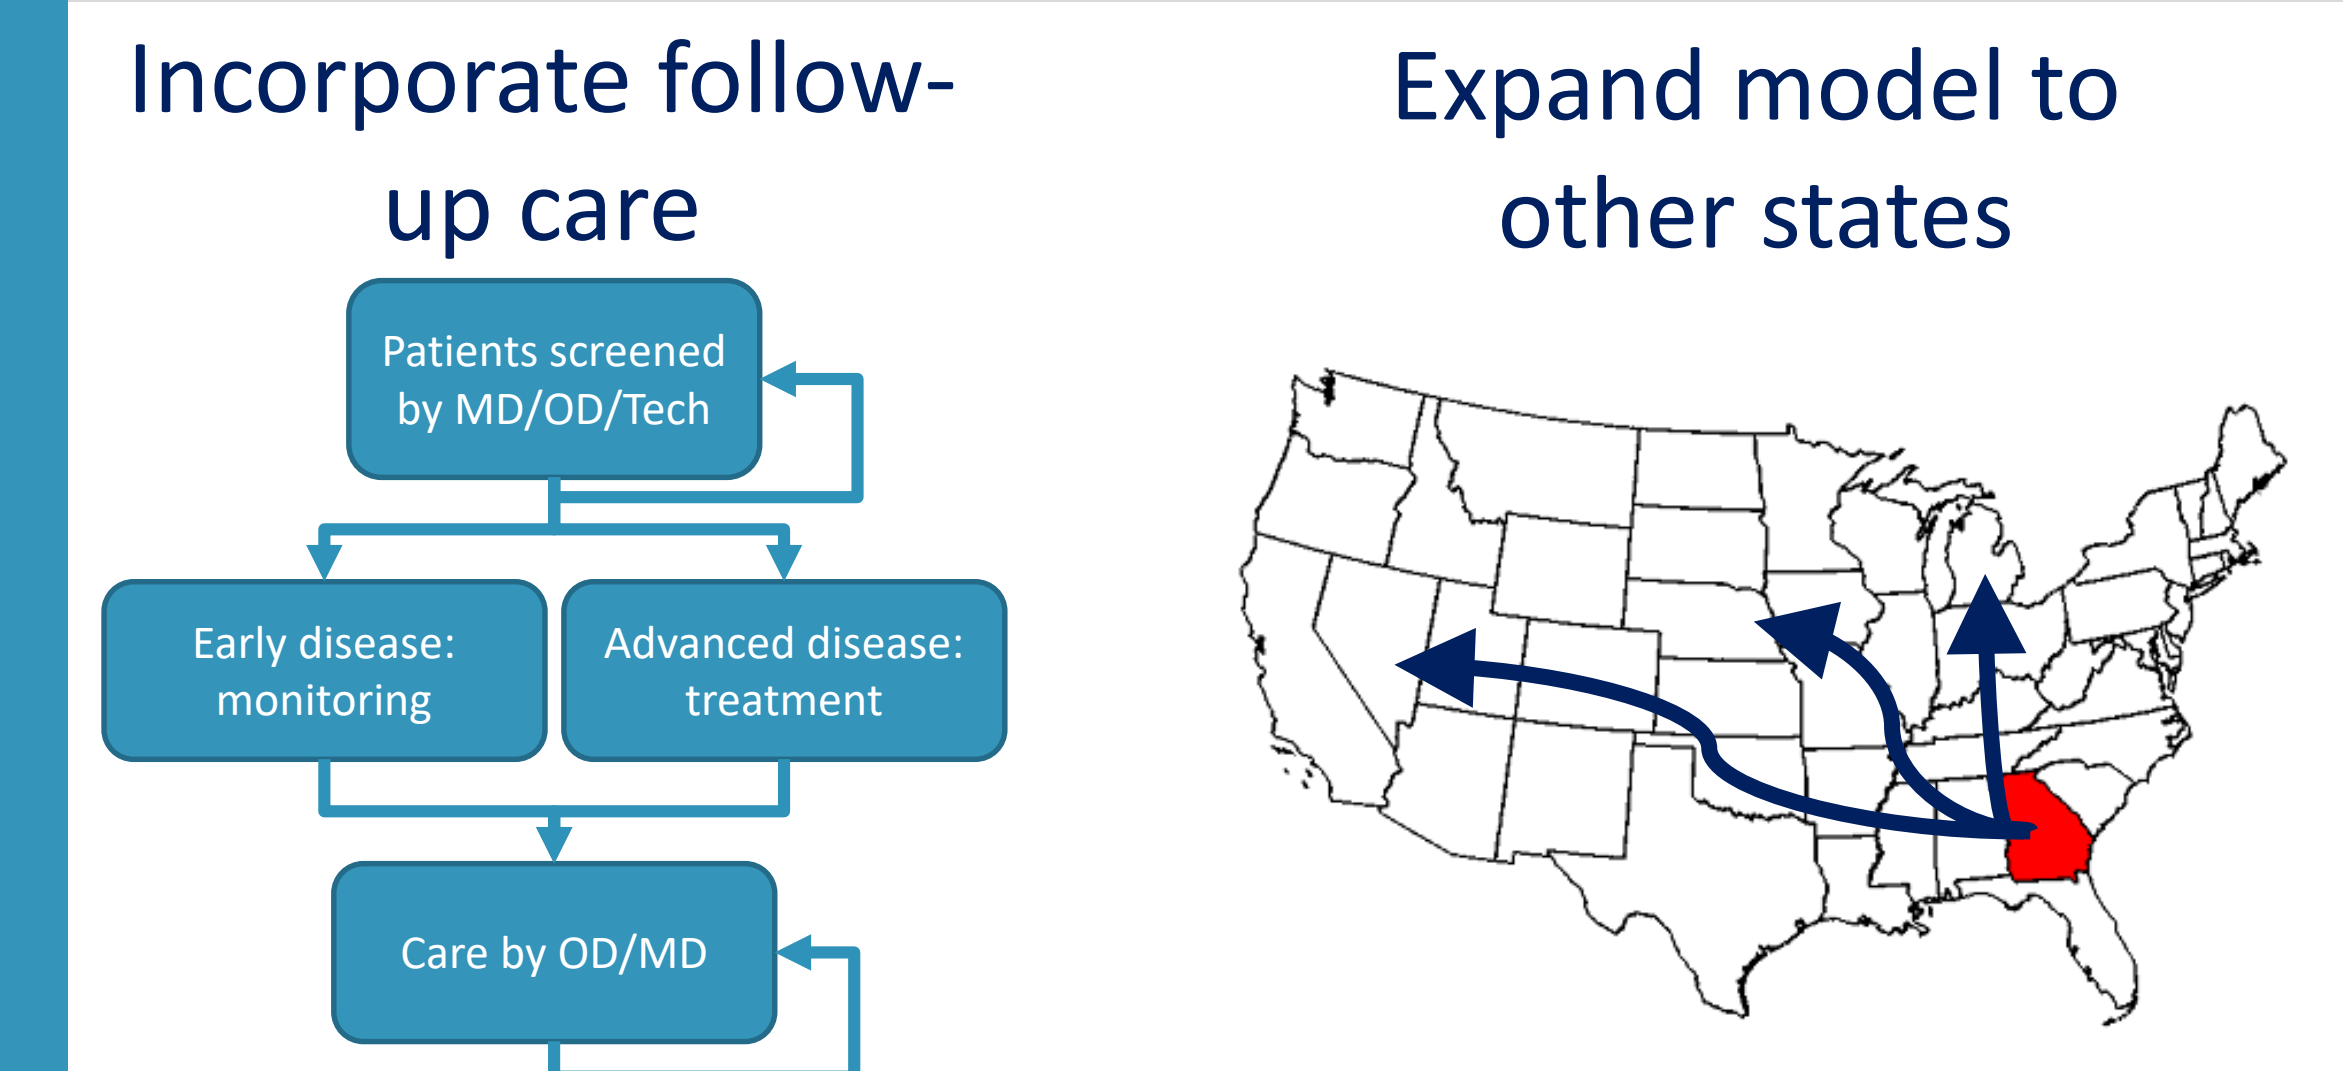 Incorporate follow-
up care
Patients screened
by MD/OD/Tech
Early disease:
monitoring
Advanced disease:
treatment
Care by OD/MD
Expand model to
other states